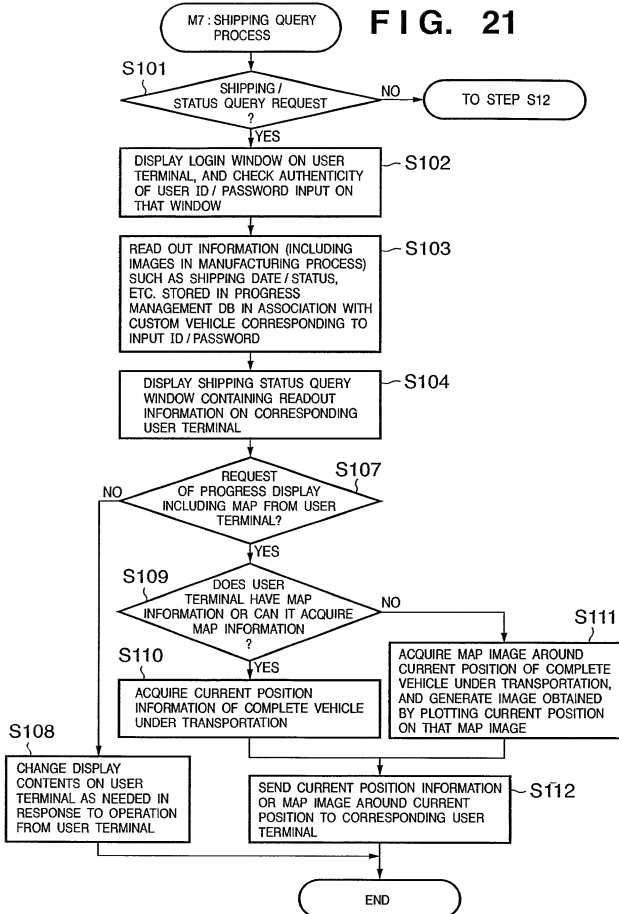 M7 : SHIPPING QUERY
PROCESS
FIG. 21
S101
SHIPPING /
STATUS QUERY REQUEST
?
NO
TO STEP S12
YES
DISPLAY LOGIN WINDOW ON USER
TERMINAL, AND CHECK AUTHENTICITY
OF USER ID / PASSWORD INPUT ON
THAT WINDOW
S102
READ OUT INFORMATION (INCLUDING
IMAGES IN MANUFACTURING PROCESS)
SUCH AS SHIPPING DATE / STATUS,
ETC. STORED IN PROGRESS
MANAGEMENT DB IN ASSOCIATION WITH
CUSTOM VEHICLE CORRESPONDING TO
INPUT ID / PASSWORD
S103
DISPLAY SHIPPING STATUS QUERY
WINDOW CONTAINING READOUT
INFORMATION ON CORRESPONDING
USER TERMINAL
S104
REQUEST
OF PROGRESS DISPLAY
INCLUDING MAP FROM USER
TERMINAL?
S107
NO
YES
S109
DOES USER
TERMINAL HAVE MAP
INFORMATION OR CAN IT ACQUIRE
MAP INFORMATION
?
NO
YES
S110
ACQUIRE CURRENT POSITION
INFORMATION OF COMPLETE VEHICLE
UNDER TRANSPORTATION
S111
ACQUIRE MAP IMAGE AROUND
CURRENT POSITION OF COMPLETE
VEHICLE UNDER TRANSPORTATION,
AND GENERATE IMAGE OBTAINED
BY PLOTTING CURRENT POSITION
ON THAT MAP IMAGE
S108
CHANGE DISPLAY
CONTENTS ON USER
TERMINAL AS NEEDED IN
RESPONSE TO OPERATION
FROM USER TERMINAL
SEND CURRENT POSITION INFORMATION
OR MAP IMAGE AROUND CURRENT
POSITION TO CORRESPONDING USER
TERMINAL
S112
END